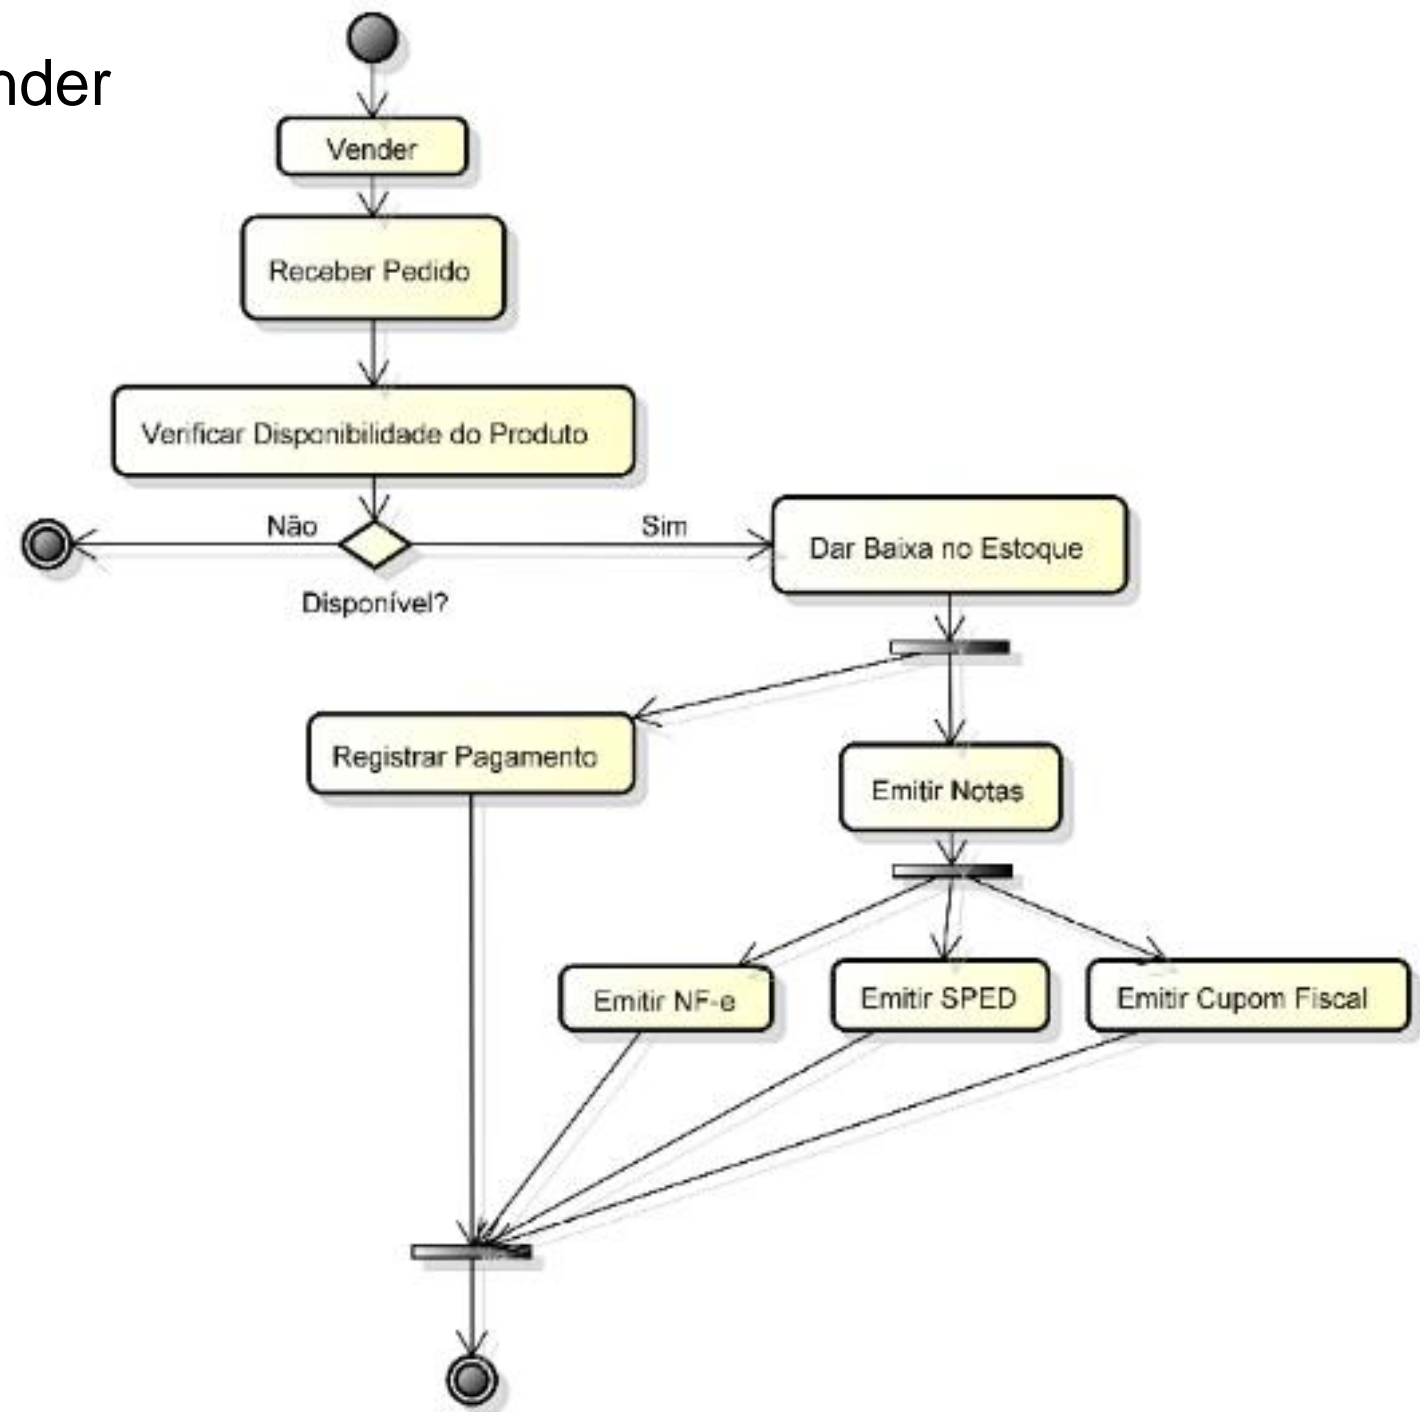 nder
Vender
Receber Pedido
Verificar Disponibilidade do Produto
Não
Sim
Dar Baixa no Estoque
Disponível?
Registrar Pagamento
Emitir Notas
Emitir NF-e
Emitir SPED
Emitir Cupom Fiscal